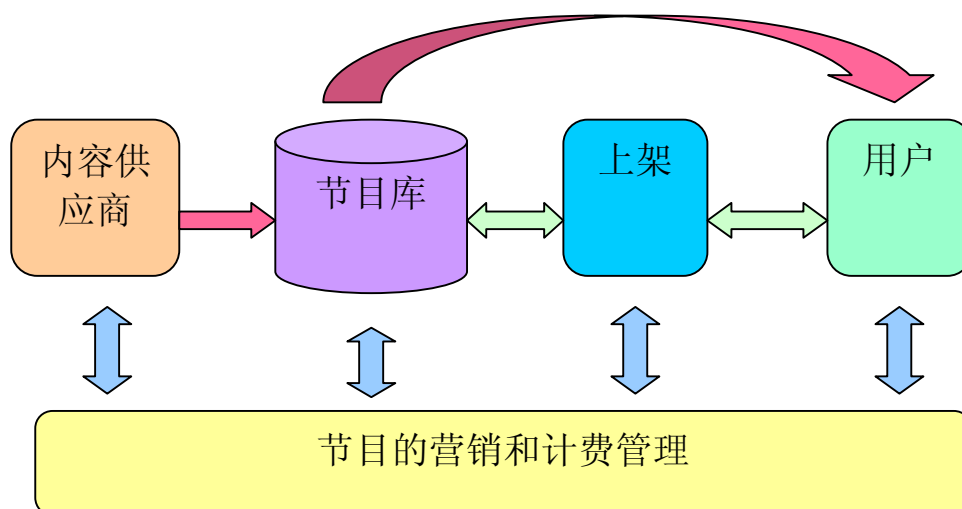 内容供
应商
节目库
上架
用户
节目的营销和计费管理